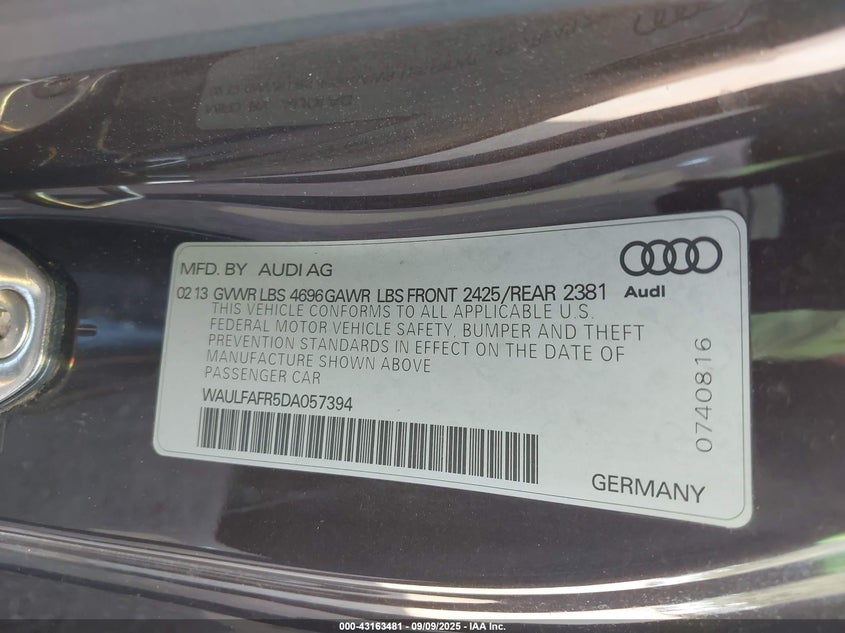 MFD. BY AUDI AG
02 13 GVWR LBS 4696 GAWR LBS FRONT 2425/REAR 2381
THIS VEHICLE CONFORMS TO ALL APPLICABLE U.S.
FEDERAL MOTOR VEHICLE SAFETY, BUMPER AND THEFT
PREVENTION STANDARDS IN EFFECT ON THE DATE OF
MANUFACTURE SHOWN ABOVE
PASSENGER CAR
WAULFAFR5DA057394
Audi
0740816
GERMANY
000-43163481 - 09/09/2025 - IAA Inc.